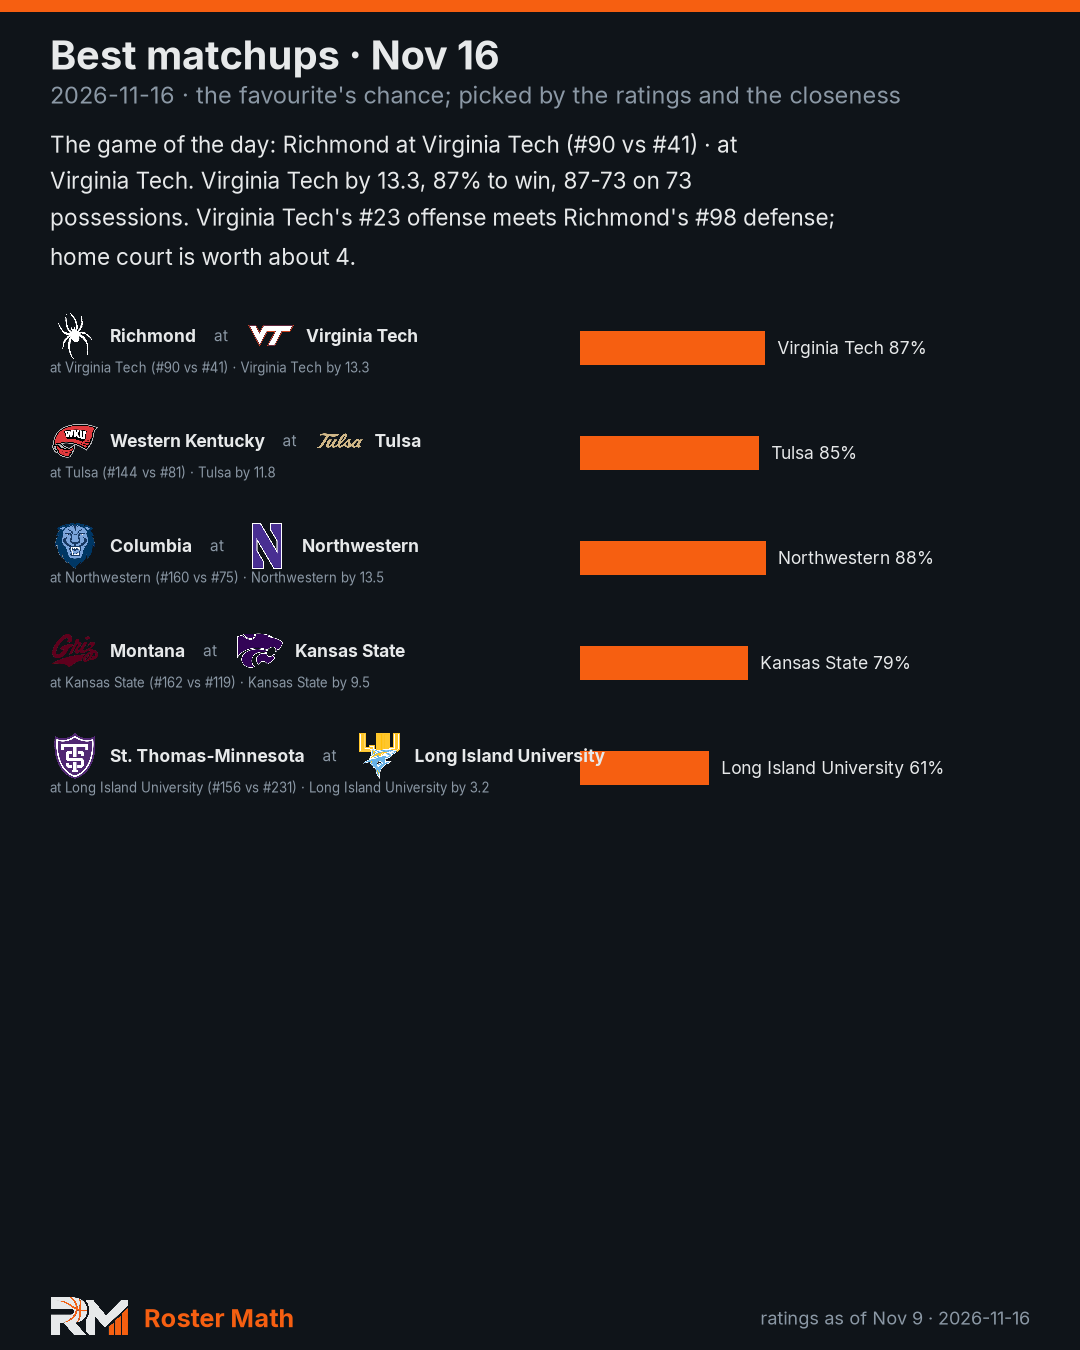 Best matchups · Nov 16
2026-11-16 · the favourite's chance; picked by the ratings and the closeness
The game of the day: Richmond at Virginia Tech (#90 vs #41) · at
Virginia Tech. Virginia Tech by 13.3, 87% to win, 87-73 on 73
possessions. Virginia Tech's #23 offense meets Richmond's #98 defense;
home court is worth about 4.
Richmond at VT Virginia Tech
at Virginia Tech (#90 vs #41) · Virginia Tech by 13.3
Virginia Tech 87%
WKU Western Kentucky at Tulsa Tulsa
at Tulsa (#144 vs #81) · Tulsa by 11.8
Tulsa 85%
Columbia at N Northwestern
at Northwestern (#160 vs #75) · Northwestern by 13.5
Northwestern 88%
Griz Montana at Kansas State
at Kansas State (#162 vs #119) · Kansas State by 9.5
Kansas State 79%
TS St. Thomas-Minnesota at LIU Long Island University
at Long Island University (#156 vs #231) · Long Island University by 3.2
Long Island University 61%
RM Roster Math
ratings as of Nov 9 · 2026-11-16